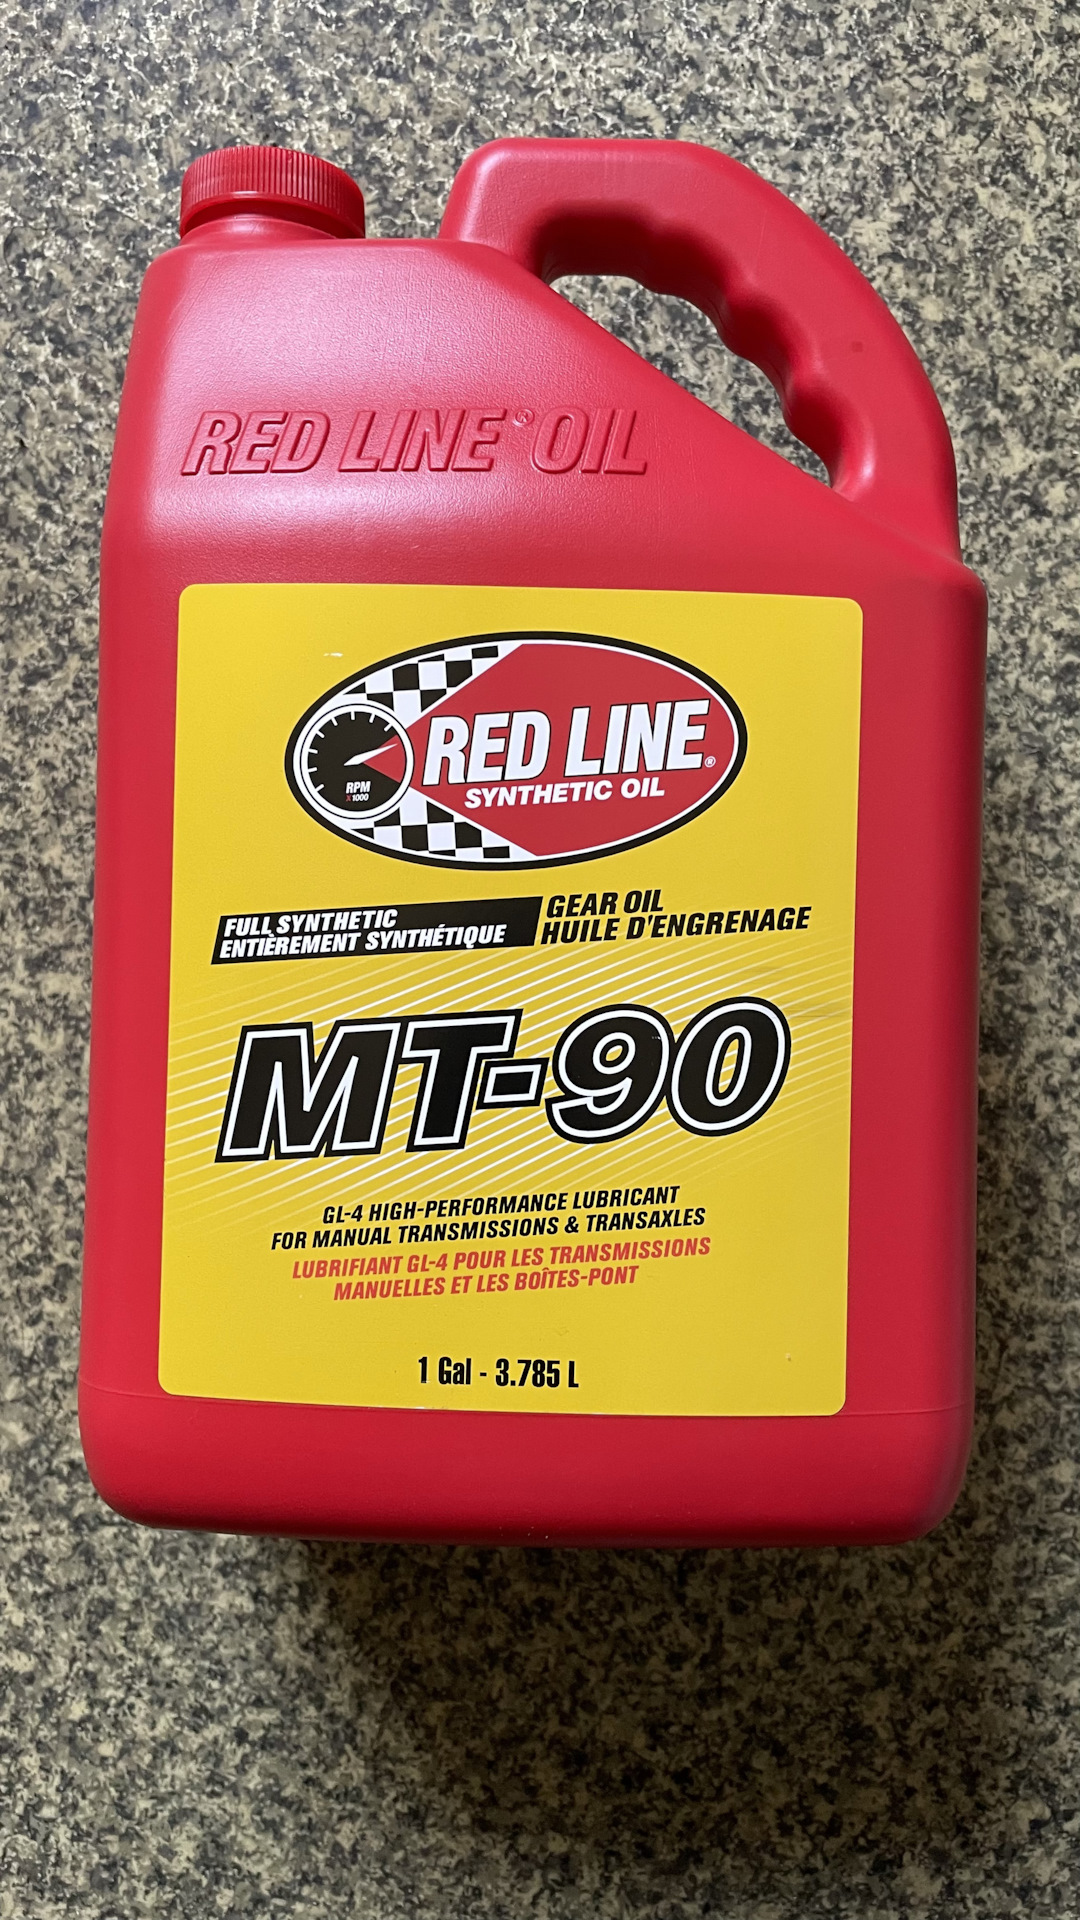 RED LINE® OIL
RPM
X1000
RED LINE®
SYNTHETIC OIL
FULL SYNTHETIC
ENTIÈREMENT SYNTHÉTIQUE
GEAR OIL
HUILE D'ENGRENAGE
MT-90
GL-4 HIGH-PERFORMANCE LUBRICANT
FOR MANUAL TRANSMISSIONS & TRANSAXLES
LUBRIFIANT GL-4 POUR LES TRANSMISSIONS
MANUELLES ET LES BOÎTES-PONT
1 Gal - 3.785 L